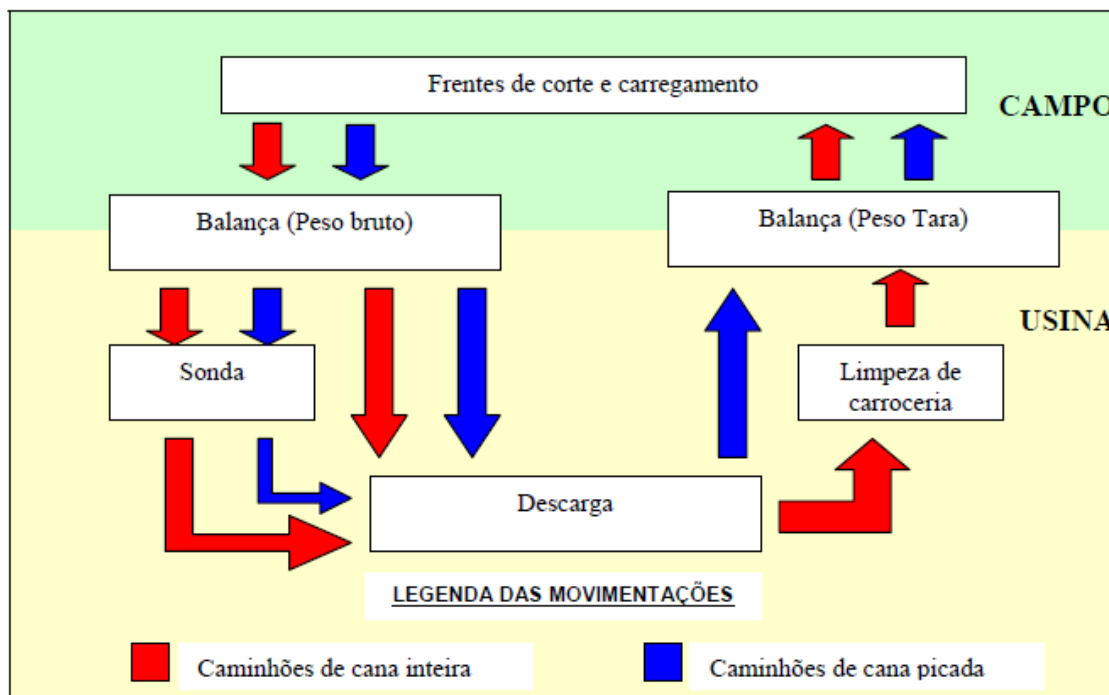 Frentes de corte e carregamento
CAMPO
Balança (Peso bruto)
Balança (Peso Tara)
USINA
Sonda
Limpeza de
carroceria
Descarga
LEGENDA DAS MOVIMENTAÇÕES
Caminhões de cana inteira
Caminhões de cana picada